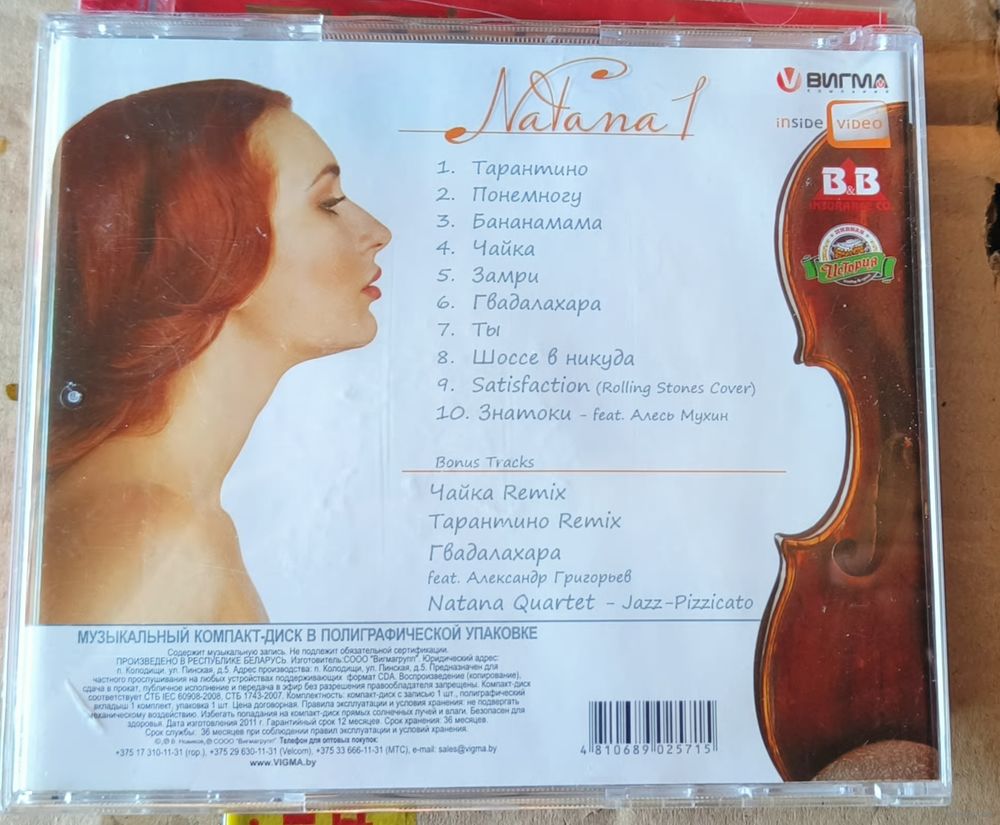 Natana 1
ВИГМА
КОМПАНИЯ
INSIDE VIDEO
B&B
INSURANCE CO.
ПИВНАЯ
История
1. Тарантино
2. Понемногу
3. Бананамама
4. Чайка
5. Замри
6. Гвадалахара
7. Ты
8. Шоссе в никуда
9. Satisfaction (Rolling Stones Cover)
10. Знатоки - feat. Алесь Мухин
Bonus Tracks
Чайка Remix
Тарантино Remix
Гвадалахара
feat. Александр Григорьев
Natana Quartet - Jazz-Pizzicato
МУЗЫКАЛЬНЫЙ КОМПАКТ-ДИСК В ПОЛИГРАФИЧЕСКОЙ УПАКОВКЕ
Содержит музыкальную запись. Не подлежит обязательной сертификации.
ПРОИЗВЕДЕНО В РЕСПУБЛИКЕ БЕЛАРУСЬ. Изготовитель:СООО "Вигмагрупп". Юридический адрес:
п. Колодищи, ул. Пинская, д.5. Адрес производства: п. Колодищи, ул. Пинская, д.5. Предназначен для
частного прослушивания на любых устройствах поддерживающих формат CDA. Воспроизведение (копирование),
сдача в прокат, публичное исполнение и передача в эфир без разрешения правообладателя запрещены. Компакт-диск
соответствует СТБ IEC 60908-2008, СТБ 1743-2007. Комплектность: компакт-диск с записью 1 шт., полиграфический
вкладыш 1 комплект, упаковка 1 шт. Цена договорная. Правила эксплуатации и условия хранения: не подвергать
механическому воздействию. Избегать попадания на компакт-диск прямых солнечных лучей и влаги. Безопасен для
здоровья. Дата изготовления 2011 г. Гарантийный срок 12 месяцев. Срок хранения: 36 месяцев.
Срок службы: 36 месяцев при соблюдении правил эксплуатации и условий хранения.
©,℗ В. Новиков,℗ СООО "Вигмагрупп" Телефон для оптовых покупок:
+375 17 310-11-31 (гор.), +375 29 630-11-31 (Velcom), +375 33 666-11-31 (МТС), e-mail: sales@vigma.by
www.VIGMA.by
4 810689 025715